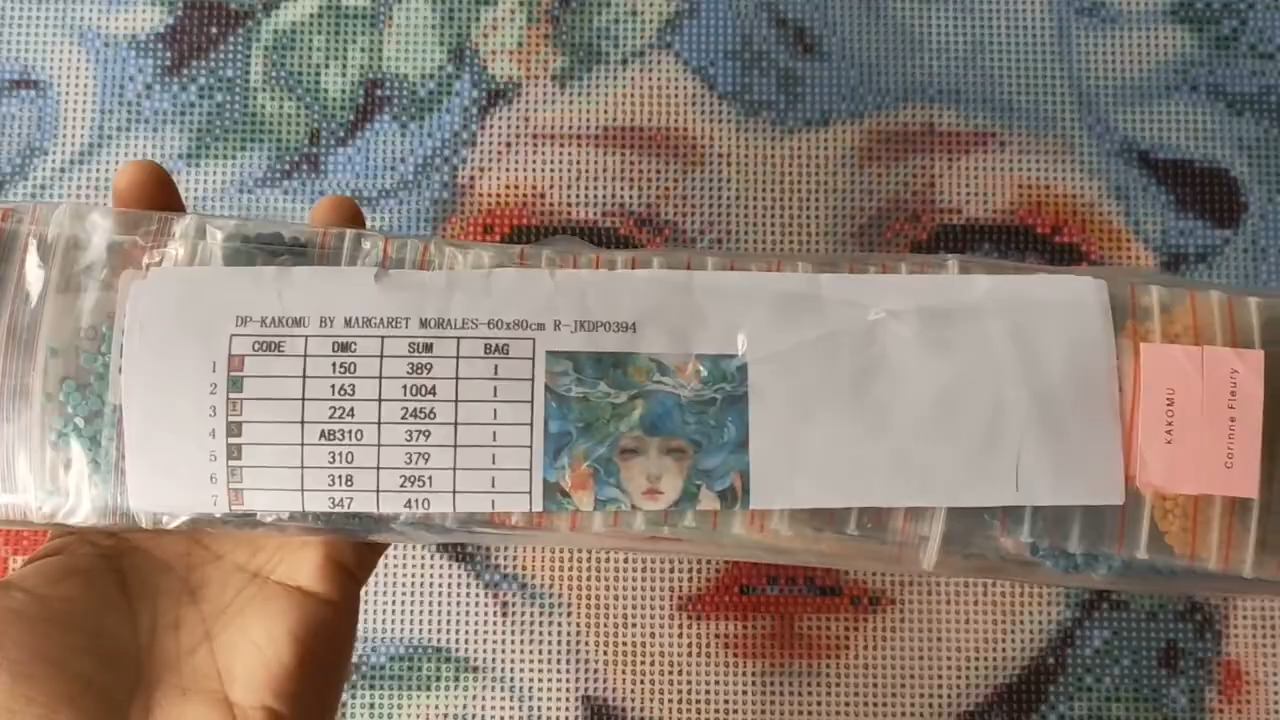 DP-KAKOMU BY MARGARET MORALES-60x80cm R-JKDP0394
CODE DMC SUM BAG
1 150 389 1
2 163 1004 1
3 224 2456 1
4 S AB310 379 1
5 S 310 379 1
6 F 318 2951 1
7 347 410 1
KAKOMU
Corinne Fleury